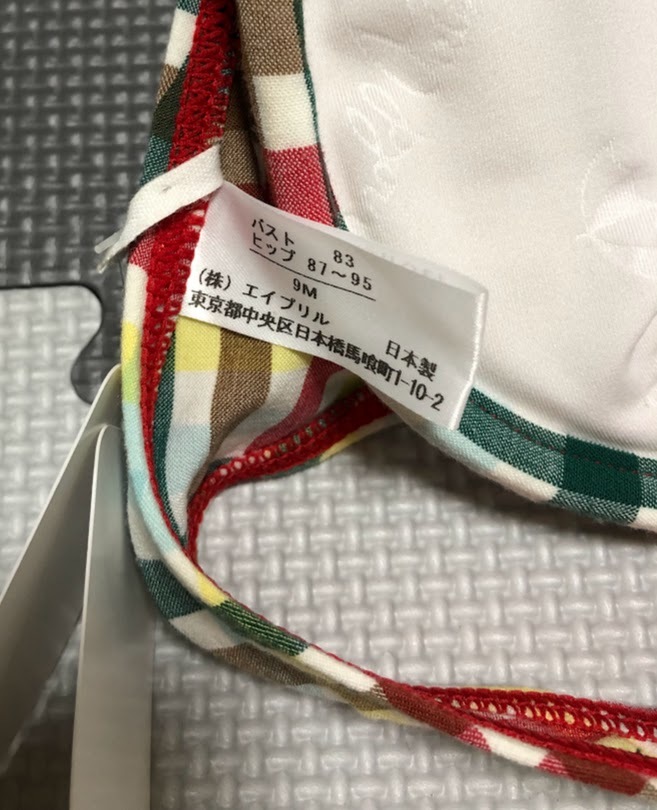 バスト 83
ヒップ 87～95
9M
(株)エイプリル
東京都中央区日本橋馬喰町1-10-2
日本製